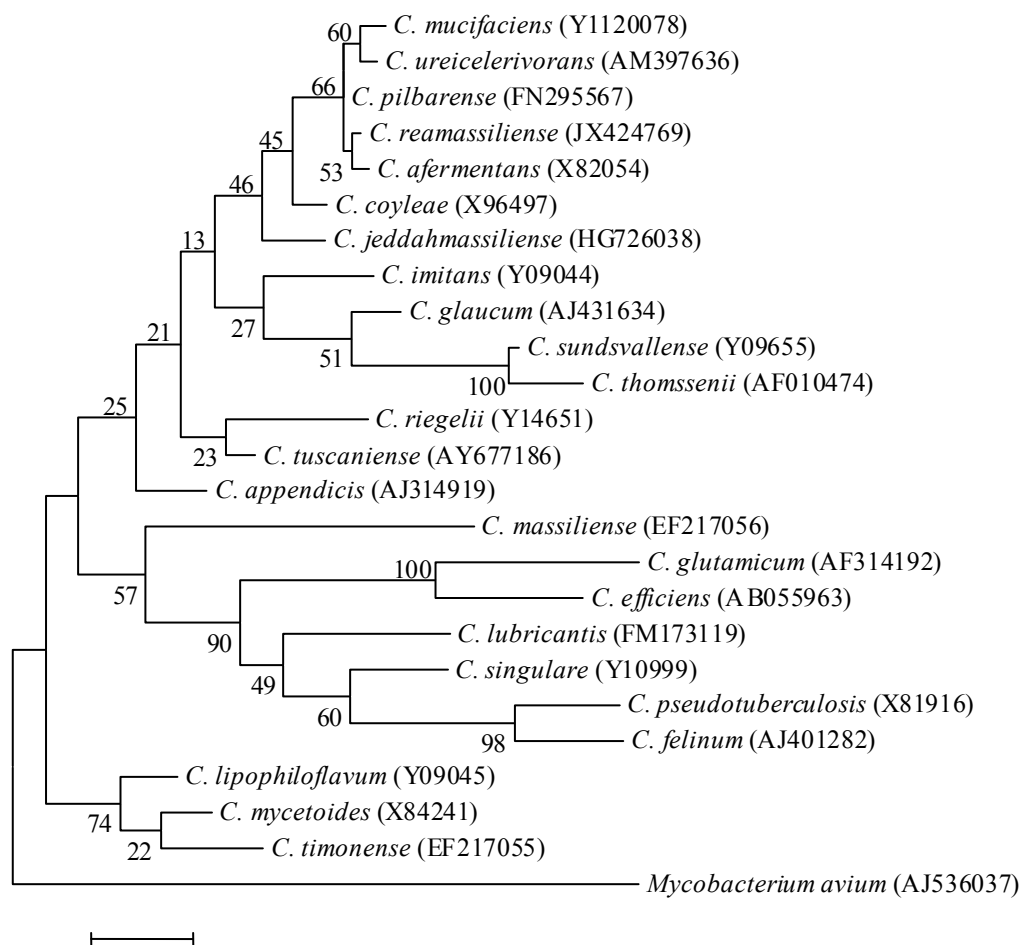 60
C. mucifaciens (Y1120078)
C. ureicelerivorans (AM397636)
66
C. pilbarense (FN295567)
C. reamassiliense (JX424769)
45
53
C. afermentans (X82054)
46
C. coyleae (X96497)
13
C. jeddahmassiliense (HG726038)
C. imitans (Y09044)
27
C. glaucum (AJ431634)
21
51
C. sundsvallense (Y09655)
100
C. thomssenii (AF010474)
25
C. riegelii (Y14651)
23
C. tuscaniense (AY677186)
C. appendicis (AJ314919)
C. massiliense (EF217056)
57
100
C. glutamicum (AF314192)
C. efficiens (AB055963)
90
C. lubricantis (FM173119)
49
C. singulare (Y10999)
60
C. pseudotuberculosis (X81916)
98
C. felinum (AJ401282)
C. lipophiloflavum (Y09045)
74
C. mycetoides (X84241)
22
C. timonense (EF217055)
Mycobacterium avium (AJ536037)